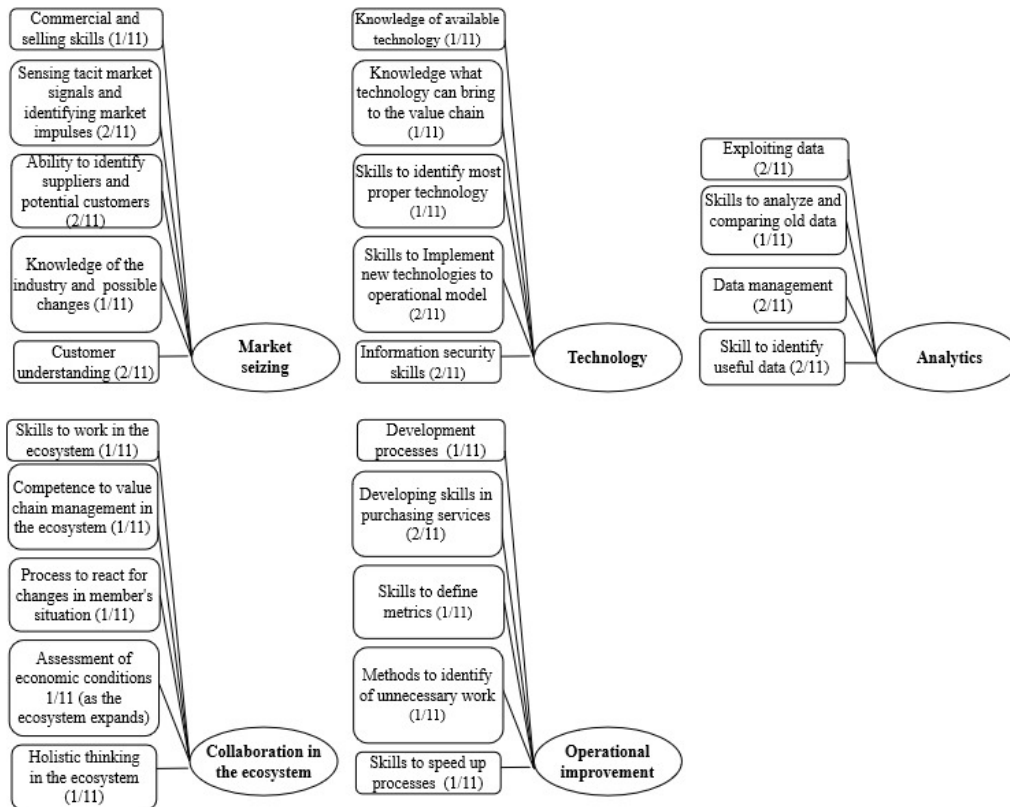 Commercial and
selling skills (1/11)
Sensing tacit market
signals and
identifying market
impulses (2/11)
Ability to identify
suppliers and
potential customers
(2/11)
Knowledge of the
industry and possible
changes (1/11)
Customer
understanding (2/11)
Market
seizing
Knowledge of available
technology (1/11)
Knowledge what
technology can bring
to the value chain
(1/11)
Skills to identify most
proper technology
(1/11)
Skills to Implement
new technologies to
operational model
(2/11)
Information security
skills (2/11)
Technology
Exploiting data
(2/11)
Skills to analyze and
comparing old data
(1/11)
Data management
(2/11)
Skill to identify
useful data (2/11)
Analytics
Skills to work in the
ecosystem (1/11)
Competence to value
chain management in
the ecosystem (1/11)
Process to react for
changes in member's
situation (1/11)
Assessment of
economic conditions
1/11 (as the
ecosystem expands)
Holistic thinking
in the ecosystem
(1/11)
Collaboration in
the ecosystem
Development
processes (1/11)
Developing skills in
purchasing services
(2/11)
Skills to define
metrics (1/11)
Methods to identify
of unnecessary work
(1/11)
Skills to speed up
processes (1/11)
Operational
improvement